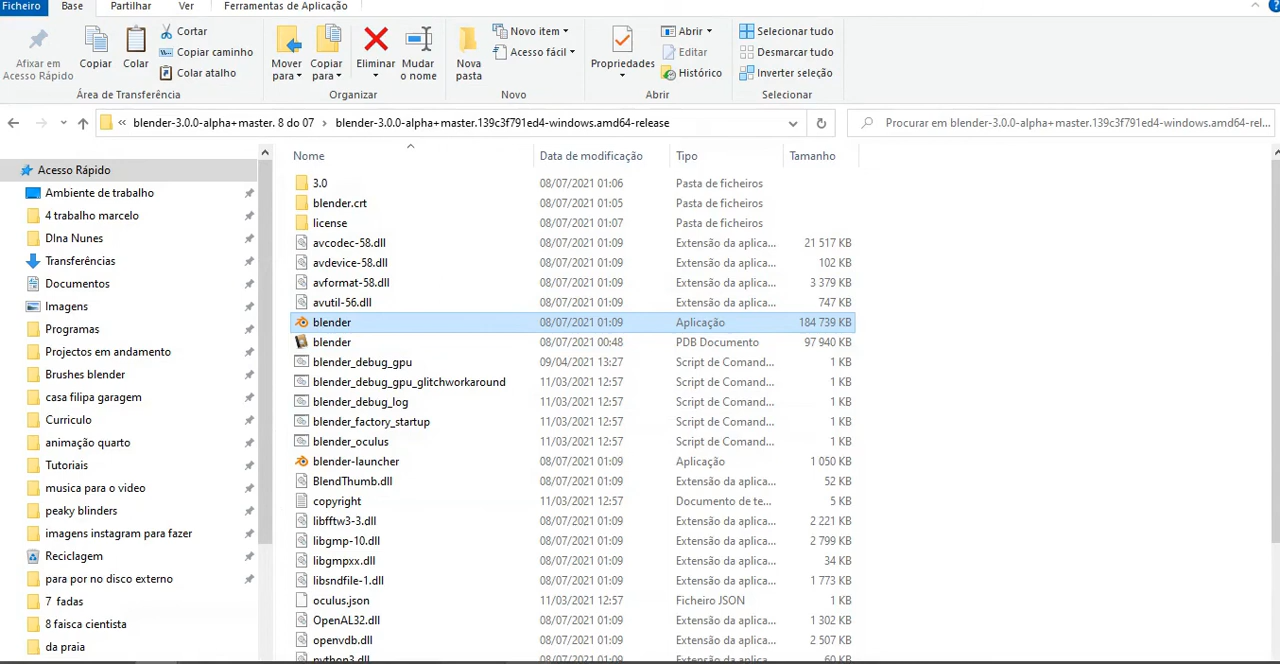 Ficheiro Base Partilhar Ver Ferramentas de Aplicação
Afixar em Acesso Rápido
Copiar
Colar
Cortar
Copiar caminho
Colar atalho
Área de Transferência
Mover para
Copiar para
Eliminar
Mudar o nome
Organizar
Nova pasta
Novo item
Acesso fácil
Novo
Propriedades
Abrir
Editar
Histórico
Abrir
Selecionar tudo
Desmarcar tudo
Inverter seleção
Selecionar
« blender-3.0.0-alpha+master. 8 do 07 > blender-3.0.0-alpha+master.139c3f791ed4-windows.amd64-release
Procurar em blender-3.0.0-alpha+master.139c3f791ed4-windows.amd64-rel...
Acesso Rápido
Ambiente de trabalho
4 trabalho marcelo
DIna Nunes
Transferências
Documentos
Imagens
Programas
Projectos em andamento
Brushes blender
casa filipa garagem
Curriculo
animação quarto
Tutoriais
musica para o video
peaky blinders
imagens instagram para fazer
Reciclagem
para por no disco externo
7 fadas
8 faisca cientista
da praia
Nome Data de modificação Tipo Tamanho
3.0 08/07/2021 01:06 Pasta de ficheiros
blender.crt 08/07/2021 01:05 Pasta de ficheiros
license 08/07/2021 01:07 Pasta de ficheiros
avcodec-58.dll 08/07/2021 01:09 Extensão da aplica... 21 517 KB
avdevice-58.dll 08/07/2021 01:09 Extensão da aplica... 102 KB
avformat-58.dll 08/07/2021 01:09 Extensão da aplica... 3 379 KB
avutil-56.dll 08/07/2021 01:09 Extensão da aplica... 747 KB
blender 08/07/2021 01:09 Aplicação 184 739 KB
blender 08/07/2021 00:48 PDB Documento 97 940 KB
blender_debug_gpu 09/04/2021 13:27 Script de Comand... 1 KB
blender_debug_gpu_glitchworkaround 11/03/2021 12:57 Script de Comand... 1 KB
blender_debug_log 11/03/2021 12:57 Script de Comand... 1 KB
blender_factory_startup 11/03/2021 12:57 Script de Comand... 1 KB
blender_oculus 11/03/2021 12:57 Script de Comand... 1 KB
blender-launcher 08/07/2021 01:09 Aplicação 1 050 KB
BlendThumb.dll 08/07/2021 01:09 Extensão da aplica... 52 KB
copyright 11/03/2021 12:57 Documento de te... 5 KB
libfftw3-3.dll 08/07/2021 01:09 Extensão da aplica... 2 221 KB
libgmp-10.dll 08/07/2021 01:09 Extensão da aplica... 2 799 KB
libgmpxx.dll 08/07/2021 01:09 Extensão da aplica... 34 KB
libsndfile-1.dll 08/07/2021 01:09 Extensão da aplica... 1 773 KB
oculus.json 11/03/2021 12:57 Ficheiro JSON 1 KB
OpenAL32.dll 08/07/2021 01:09 Extensão da aplica... 1 302 KB
openvdb.dll 08/07/2021 01:09 Extensão da aplica... 2 507 KB
python3.dll 08/07/2021 01:09 Extensão da aplica... 60 KB